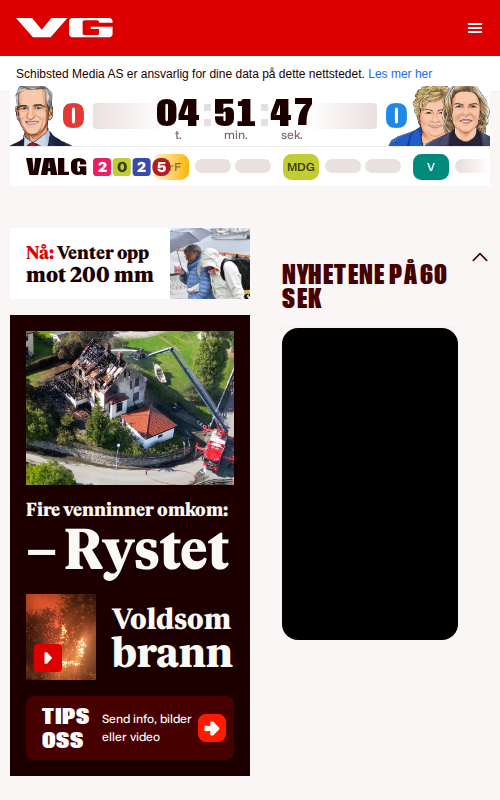 VG
Schibsted Media AS er ansvarlig for dine data på dette nettstedet. Les mer her
0 04:51:47 0
t. min. sek.
VALG 2025 MDG V
Nå: Venter opp
mot 200 mm
Fire venninner omkom:
– Rystet
Voldsom
brann
TIPS
OSS
Send info, bilder
eller video
NYHETENE PÅ 60
SEK